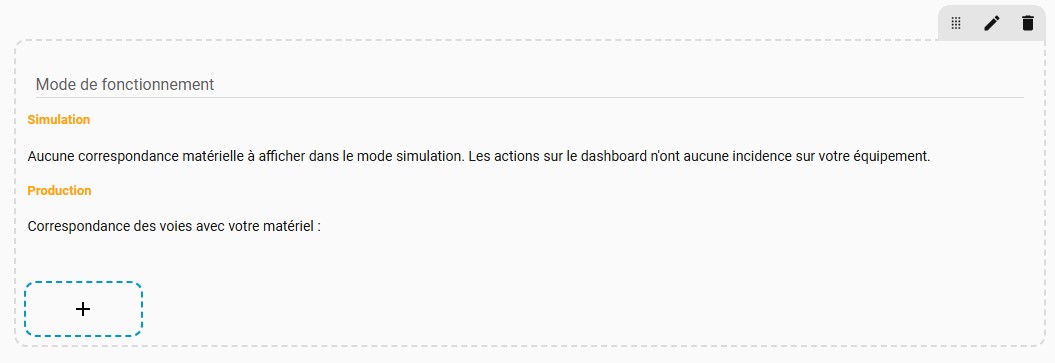 Mode de fonctionnement
Simulation
Aucune correspondance matérielle à afficher dans le mode simulation. Les actions sur le dashboard n'ont aucune incidence sur votre équipement.
Production
Correspondance des voies avec votre matériel :